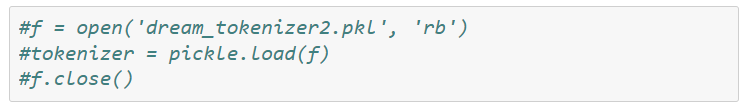 #f = open('dream_tokenizer2.pkl', 'rb')
#tokenizer = pickle.load(f)
#f.close()